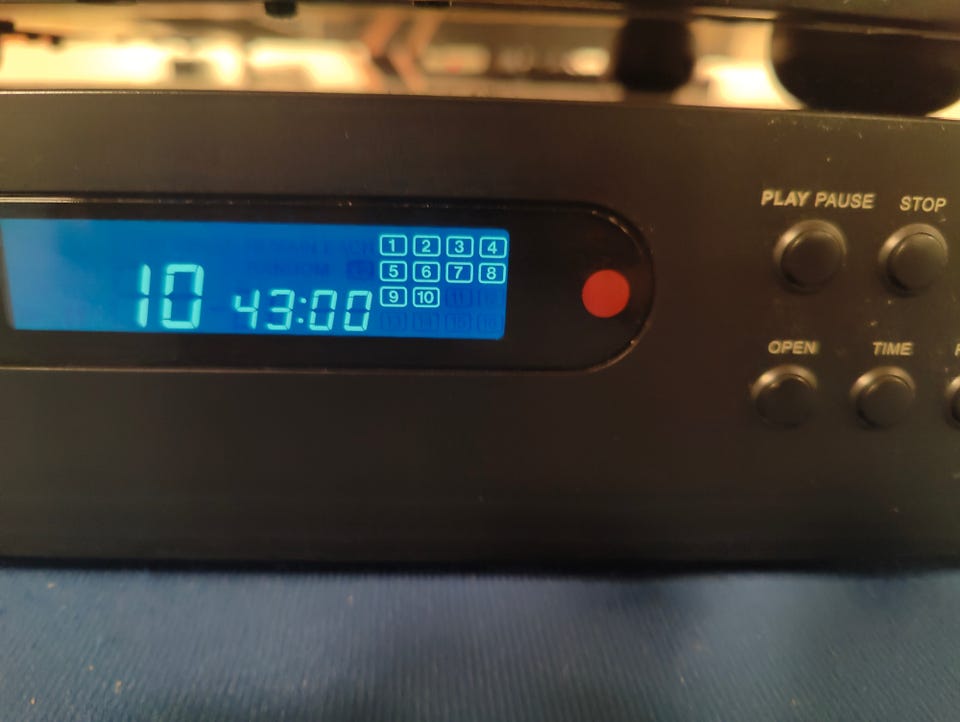 PLAY PAUSE STOP
1 2 3 4
5 6 7 8
10 43:00 9 10
OPEN TIME